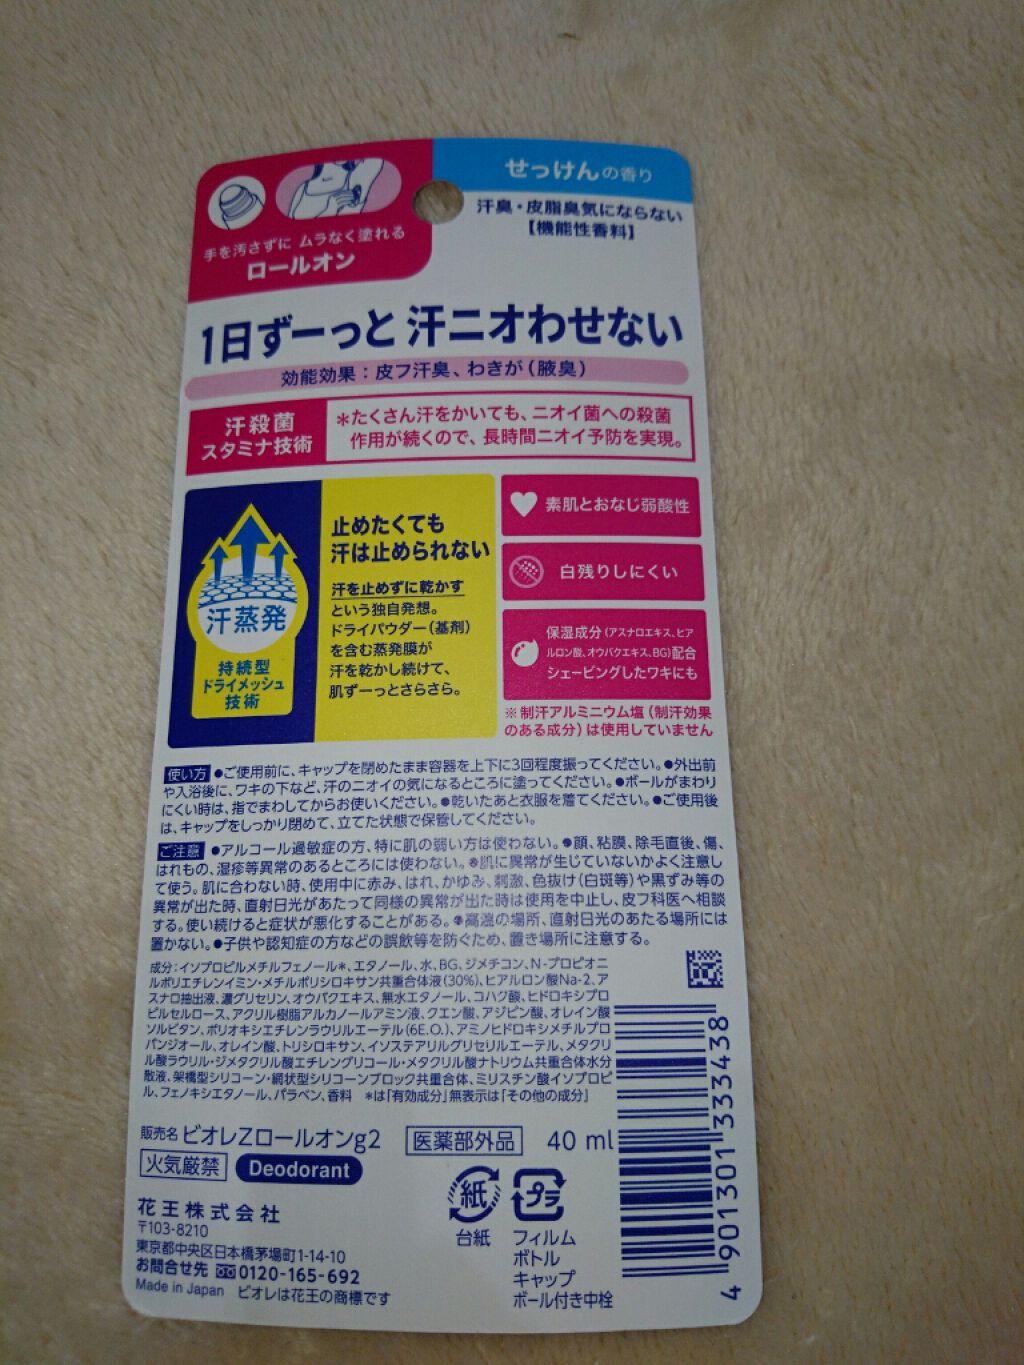 せっけんの香り
汗臭・皮脂臭気にならない
【機能性香料】
手を汚さずに ムラなく塗れる
ロールオン
1日ずーっと 汗ニオわせない
効能効果：皮フ汗臭、わきが（腋臭）
汗殺菌
スタミナ技術
＊たくさん汗をかいても、ニオイ菌への殺菌
作用が続くので、長時間ニオイ予防を実現。
汗蒸発
持続型
ドライメッシュ
技術
止めたくても
汗は止められない
汗を止めずに乾かす
という独自発想。
ドライパウダー（基剤）
を含む蒸発膜が
汗を乾かし続けて、
肌ずーっとさらさら。
素肌とおなじ弱酸性
白残りしにくい
保湿成分（アスナロエキス、ヒア
ルロン酸、オウバクエキス、BG）配合
シェービングしたワキにも
※制汗アルミニウム塩（制汗効果
のある成分）は使用していません
使い方 ●ご使用前に、キャップを閉めたまま容器を上下に3回程度振ってください。●外出前
や入浴後に、ワキの下など、汗のニオイの気になるところに塗ってください。●ボールがまわり
にくい時は、指でまわしてからお使いください。●乾いたあと衣服を着てください。●ご使用後
は、キャップをしっかり閉めて、立てた状態で保管してください。
ご注意 ●アルコール過敏症の方、特に肌の弱い方は使わない。●顔、粘膜、除毛直後、傷、
はれもの、湿疹等異常のあるところには使わない。●肌に異常が生じていないかよく注意し
て使う。肌に合わない時、使用中に赤み、はれ、かゆみ、刺激、色抜け（白斑等）や黒ずみ等の
異常が出た時、直射日光があたって同様の異常が出た時は使用を中止し、皮フ科医へ相談
する。使い続けると症状が悪化することがある。●高温の場所、直射日光のあたる場所には
置かない。●子供や認知症の方などの誤飲等を防ぐため、置き場所に注意する。
成分：イソプロピルメチルフェノール＊、エタノール、水、BG、ジメチコン、N-プロピオニ
ルポリエチレンイミン・メチルポリシロキサン共重合体液（30%）、ヒアルロン酸Na-2、ア
スナロ抽出液、濃グリセリン、オウバクエキス、無水エタノール、コハク酸、ヒドロキシプロ
ピルセルロース、アクリル樹脂アルカノールアミン液、クエン酸、アジピン酸、オレイン酸
ソルビタン、ポリオキシエチレンラウリルエーテル（6E.O.）、アミノヒドロキシメチルプロ
パンジオール、オレイン酸、トリシロキサン、イソステアリルグリセリルエーテル、メタクリ
ル酸ラウリル・ジメタクリル酸エチレングリコール・メタクリル酸ナトリウム共重合体水分
散液、架橋型シリコーン・網状型シリコーンブロック共重合体、ミリスチン酸イソプロピ
ル、フェノキシエタノール、パラベン、香料 ＊は「有効成分」無表示は「その他の成分」
販売名 ビオレZロールオンg2 医薬部外品 40 ml
火気厳禁 Deodorant
花王株式会社
〒103-8210
東京都中央区日本橋茅場町1-14-10
お問合せ先 0120-165-692
Made in Japan ビオレは花王の商標です
紙
台紙
プラ
フィルム
ボトル
キャップ
ボール付き中栓
4 901301 333438